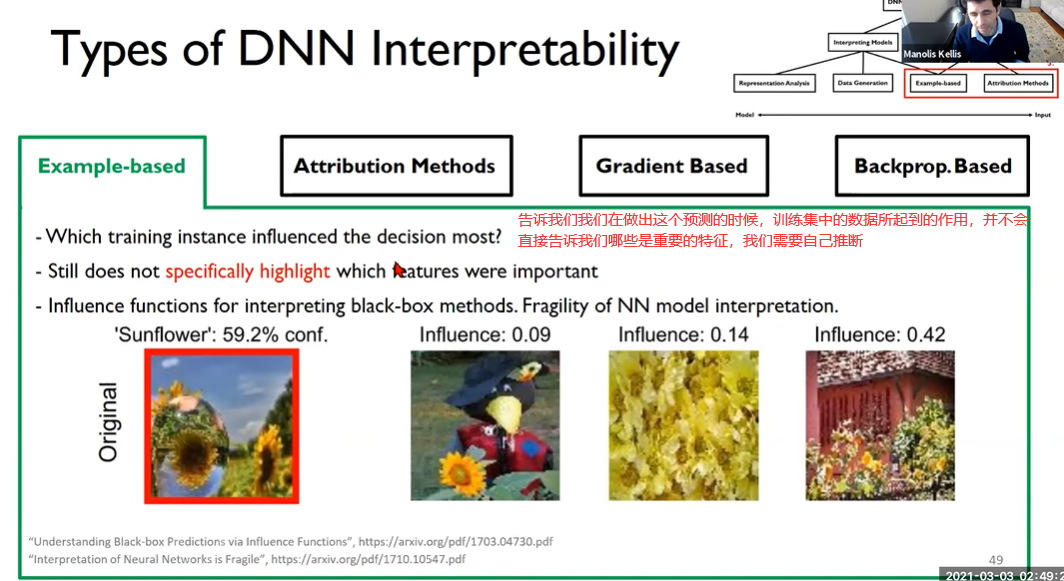 Types of DNN Interpretability
Interpreting Models
Manolis Kellis
Representation Analysis
Data Generation
Example-based
Attribution Methods
Model
Input
Example-based
Attribution Methods
Gradient Based
Backprop. Based
- Which training instance influenced the decision most?
告诉我们我们在做出这个预测的时候，训练集中的数据所起到的作用，并不会
直接告诉我们哪些是重要的特征，我们需要自己推断
- Still does not specifically highlight which features were important
- Influence functions for interpreting black-box methods. Fragility of NN model interpretation.
'Sunflower': 59.2% conf.
Influence: 0.09
Influence: 0.14
Influence: 0.42
Original
“Understanding Black-box Predictions via Influence Functions”, https://arxiv.org/pdf/1703.04730.pdf
“Interpretation of Neural Networks is Fragile”, https://arxiv.org/pdf/1710.10547.pdf
49
2021-03-03 02:49: